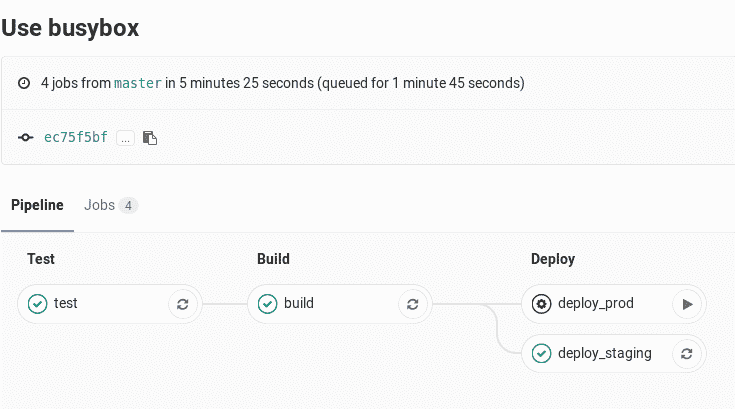 Use busybox
4 jobs from master in 5 minutes 25 seconds (queued for 1 minute 45 seconds)
ec75f5bf ...
Pipeline Jobs 4
Test Build Deploy
test build deploy_prod
deploy_staging